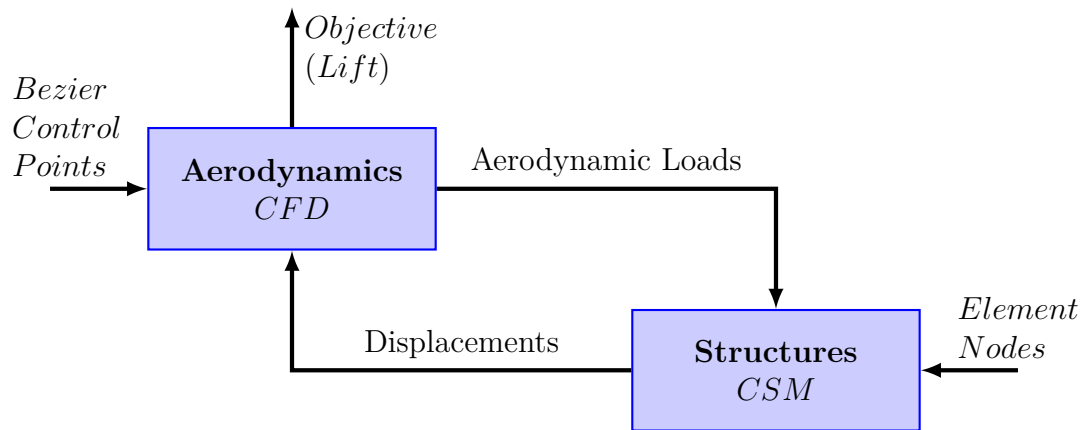 Objective
(Lift)
Bezier
Control
Points
Aerodynamics
CFD
Aerodynamic Loads
Displacements
Structures
CSM
Element
Nodes